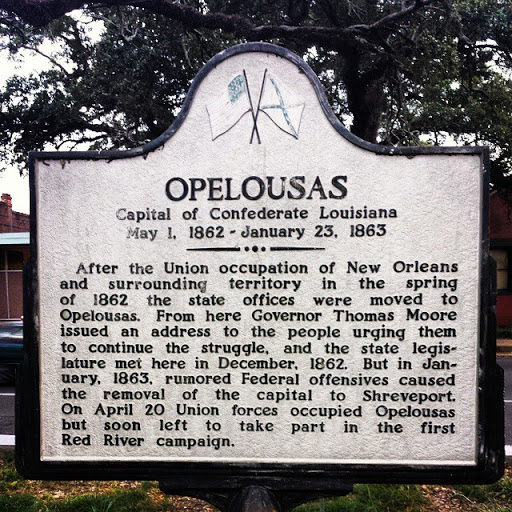 OPELOUSAS
Capital of Confederate Louisiana
May 1, 1862 - January 23, 1863
After the Union occupation of New Orleans
and surrounding territory in the spring
of 1862 the state offices were moved to
Opelousas. From here Governor Thomas Moore
issued an address to the people urging them
to continue the struggle, and the state legis-
lature met here in December, 1862. But in Jan-
uary, 1863, rumored Federal offensives caused
the removal of the capital to Shreveport.
On April 20 Union forces occupied Opelousas
but soon left to take part in the first
Red River campaign.